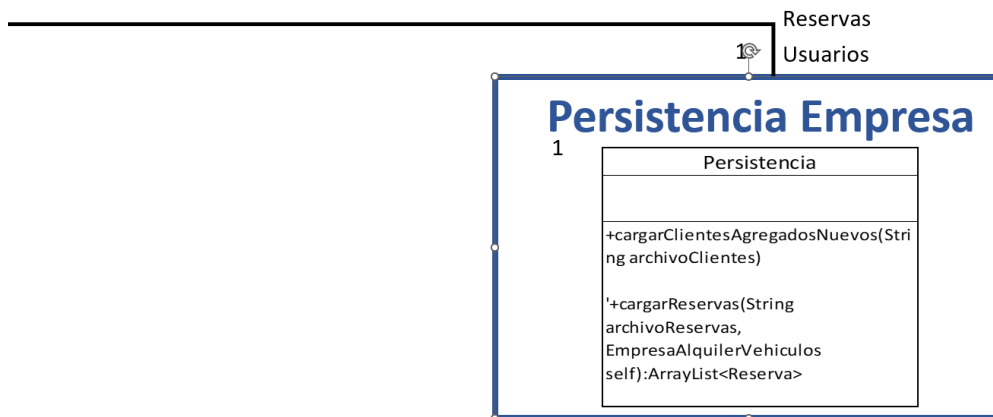 Reservas
1
Usuarios
Persistencia Empresa
1
Persistencia
+cargarClientesAgregadosNuevos(Stri
ng archivoClientes)
'+cargarReservas(String
archivoReservas,
EmpresaAlquilerVehiculos
self):ArrayList<Reserva>